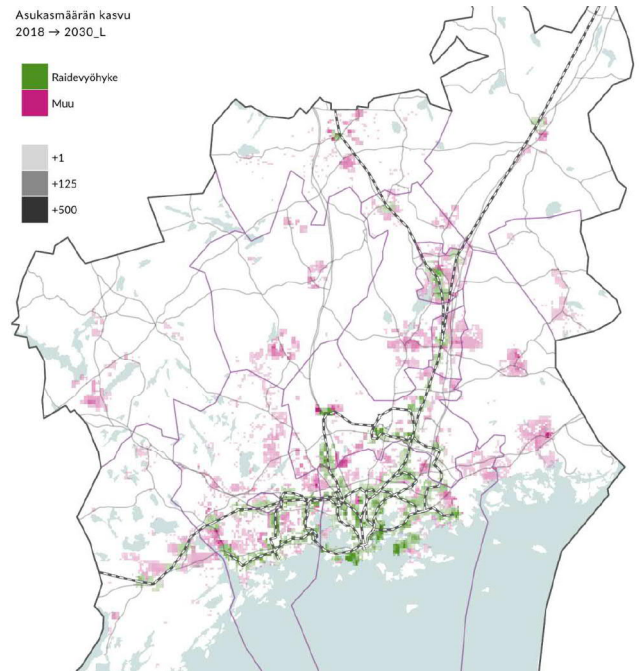 Asukasmäärän kasvu
2018 → 2030_L
Raidevyöhyke
Muu
+1
+125
+500